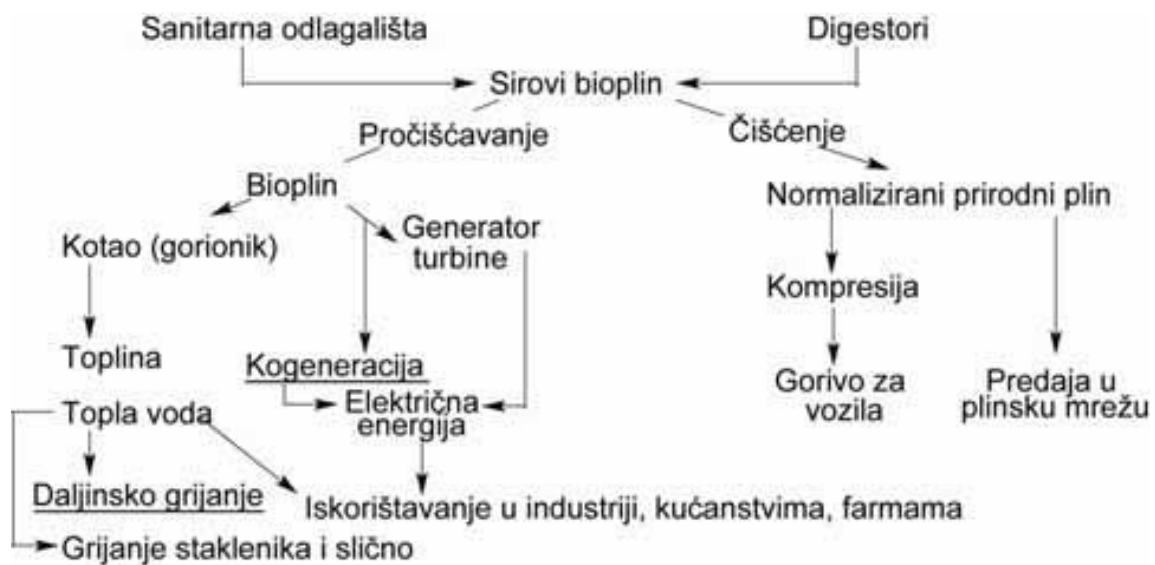 Sanitarna odlagališta
Digestori
Sirovi bioplin
Pročišćavanje
Čišćenje
Bioplin
Normalizirani prirodni plin
Kotao (gorionik)
Generator
turbine
Kompresija
Toplina
Kogeneracija
Gorivo za
vozila
Predaja u
plinsku mrežu
Topla voda
Električna
energija
Daljinsko grijanje
Iskorištavanje u industriji, kućanstvima, farmama
Grijanje staklenika i slično